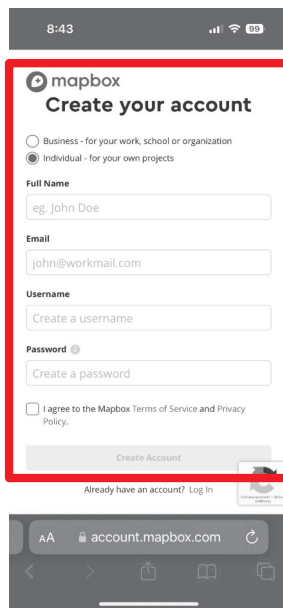 8:43
99
mapbox
Create your account
Business - for your work, school or organization
Individual - for your own projects
Full Name
eg. John Doe
Email
john@workmail.com
Username
Create a username
Password
Create a password
I agree to the Mapbox Terms of Service and Privacy
Policy.
Create Account
Already have an account? Log In
AA
account.mapbox.com